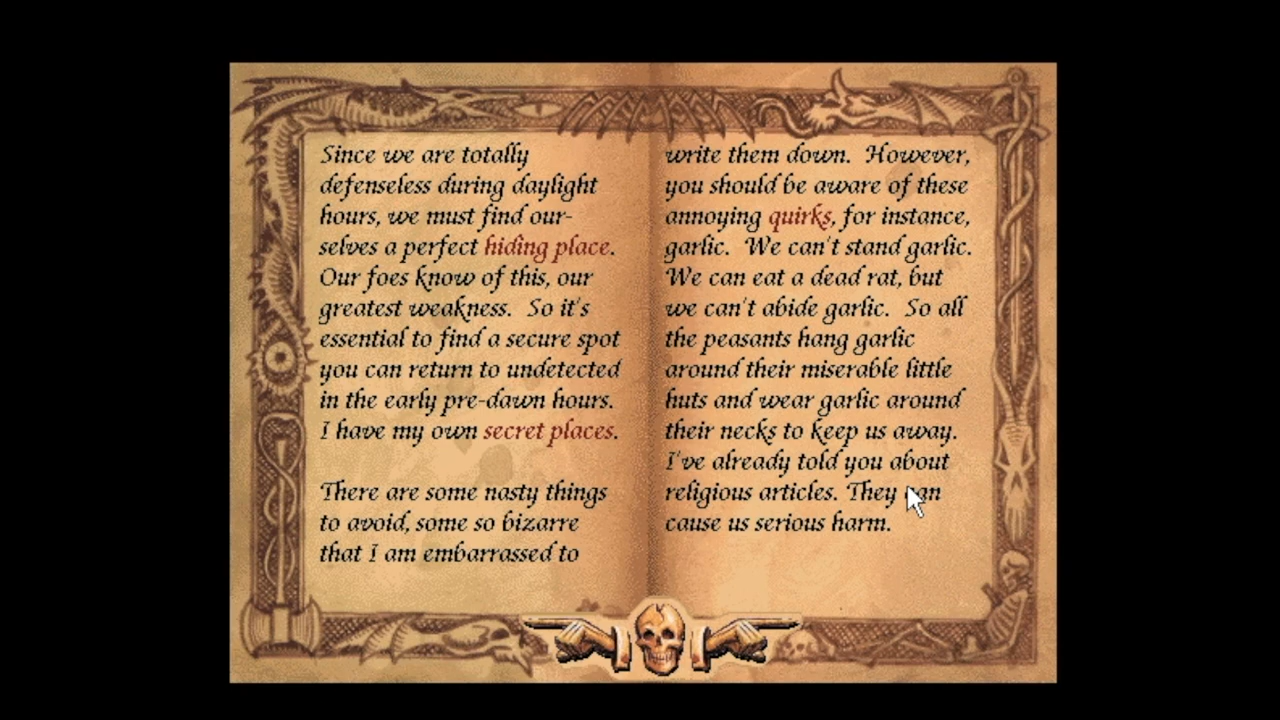 Since we are totally
defenseless during daylight
hours, we must find our-
selves a perfect hiding place.
Our foes know of this, our
greatest weakness. So it's
essential to find a secure spot
you can return to undetected
in the early pre-dawn hours.
I have my own secret places.
There are some nasty things
to avoid, some so bizarre
that I am embarrassed to
write them down. However,
you should be aware of these
annoying quirks, for instance,
garlic. We can't stand garlic.
We can eat a dead rat, but
we can't abide garlic. So all
the peasants hang garlic
around their miserable little
huts and wear garlic around
their necks to keep us away.
I've already told you about
religious articles. They can
cause us serious harm.